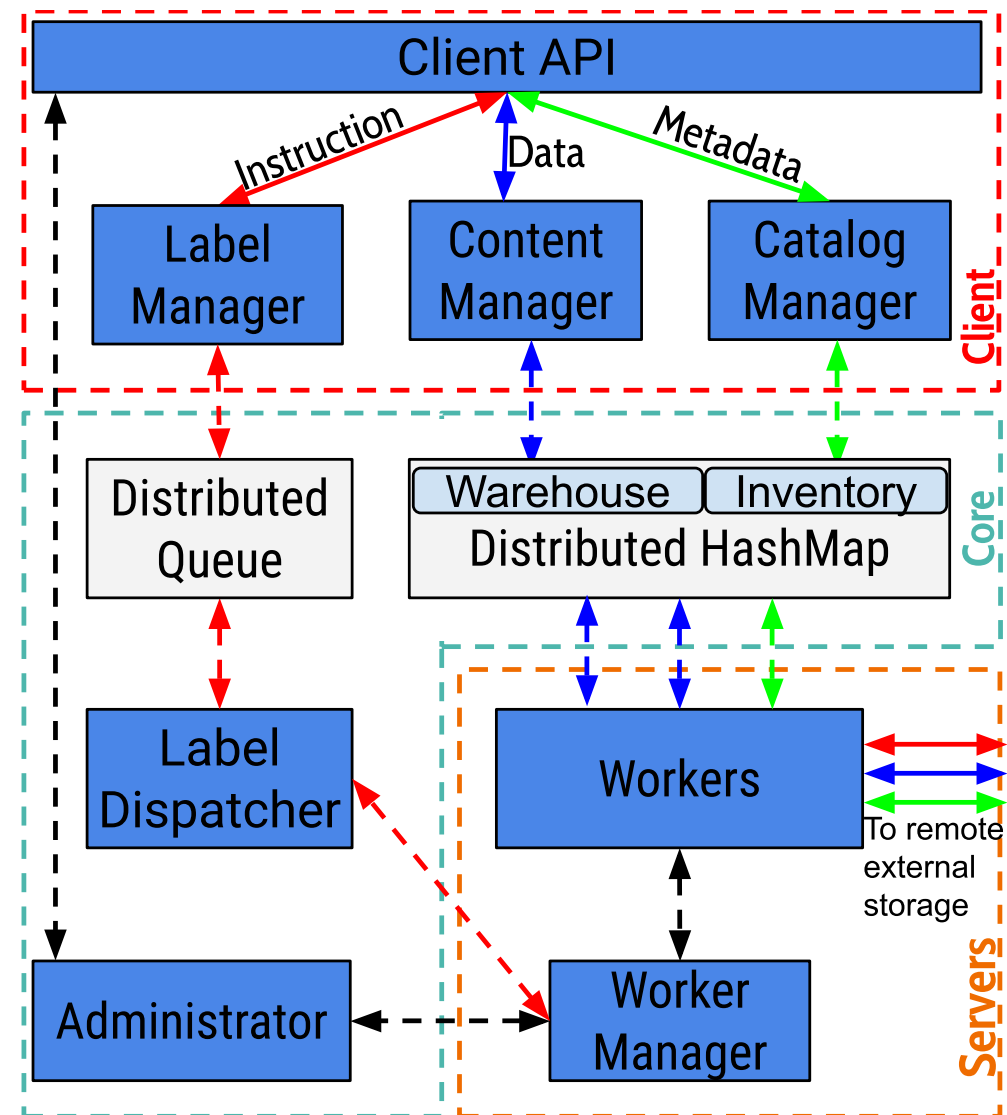 Client API
Instruction
Data
Metadata
Label
Manager
Content
Manager
Catalog
Manager
Client
Distributed
Queue
Warehouse
Inventory
Distributed HashMap
Core
Label
Dispatcher
Workers
To remote
external
storage
Administrator
Worker
Manager
Servers